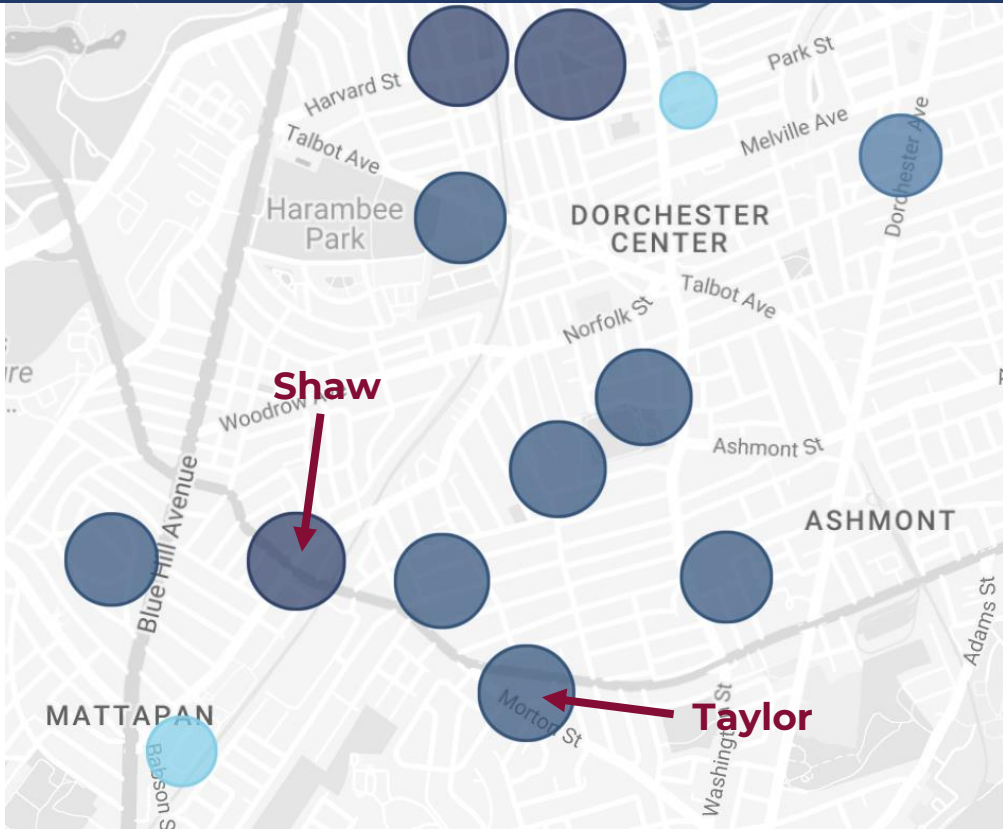 Park St
Harvard St
Melville Ave
Dorchester Ave
Talbot Ave
Harambee
Park
DORCHESTER
CENTER
Talbot Ave
Norfolk St
Shaw
Woodrow Ave
Ashmont St
ASHMONT
Blue Hill Avenue
Adams St
MATTAPAN
Morton St
Taylor
Washington St
Babson S